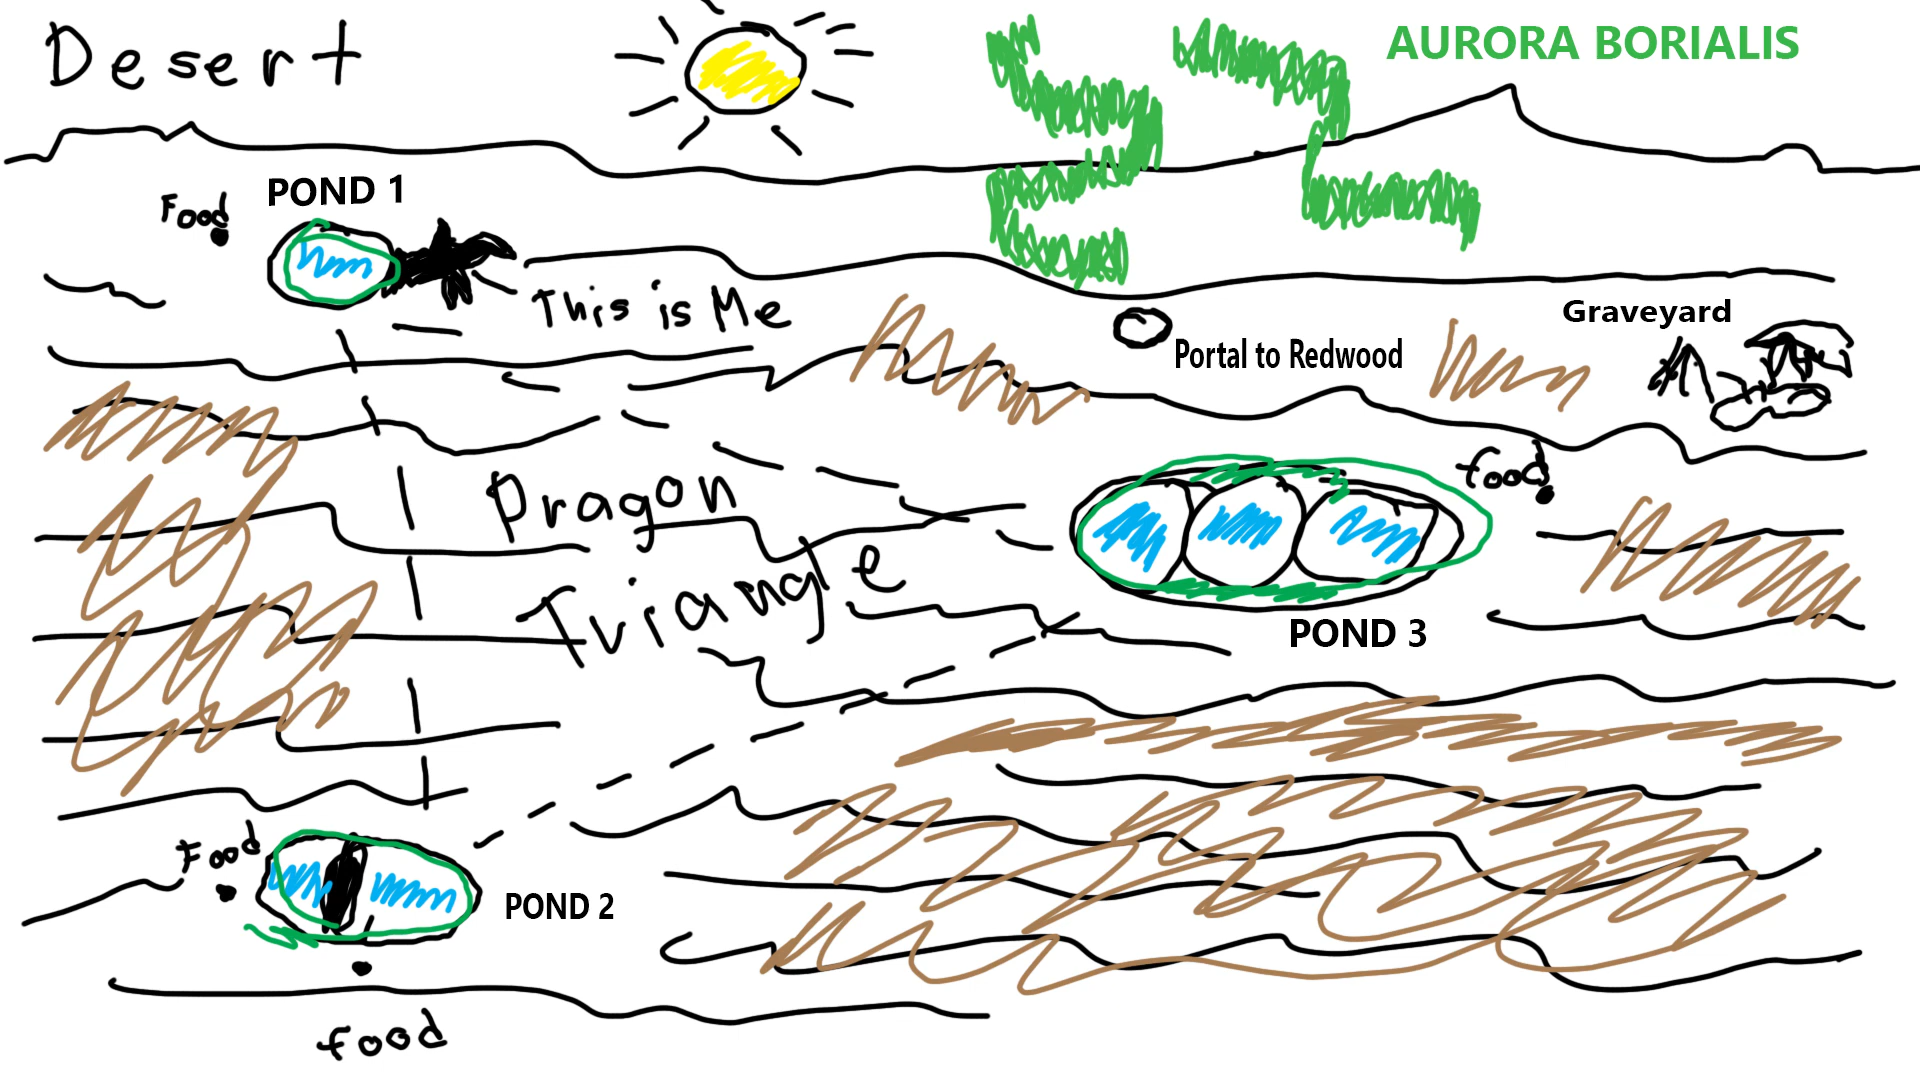 Desert
AURORA BORIALIS
Food
POND 1
This is Me
Graveyard
Portal to Redwood
food
Dragon
Triangle
POND 3
Food
POND 2
food